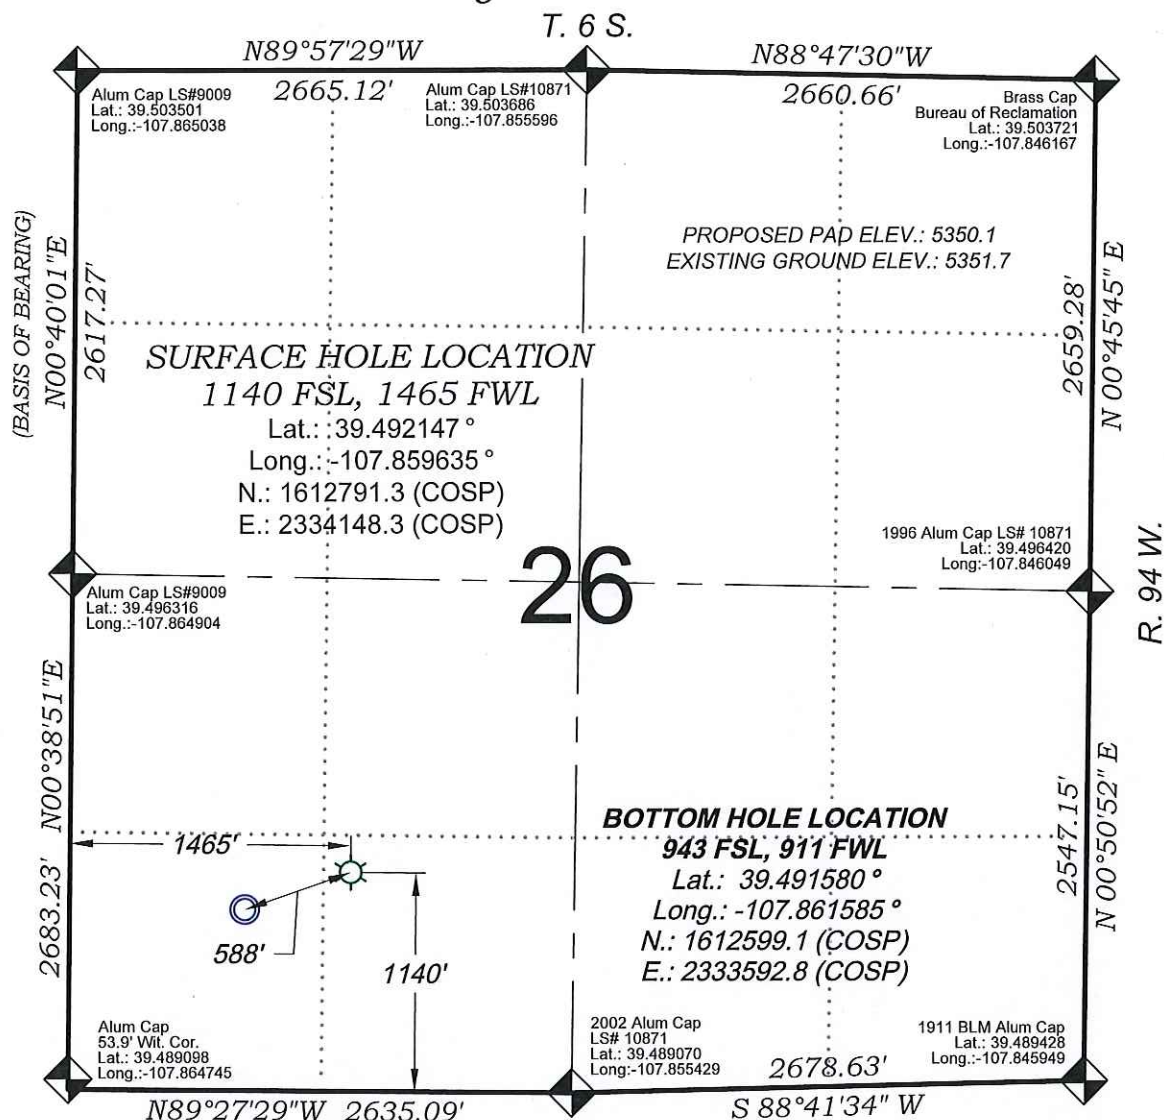 T. 6 S.
N89°57'29"W
N88°47'30"W
2665.12'
2660.66'
Alum Cap LS#9009
Lat.: 39.503501
Long.:-107.865038
Alum Cap LS#10871
Lat.: 39.503686
Long.:-107.855596
Brass Cap
Bureau of Reclamation
Lat.: 39.503721
Long.:-107.846167
(BASIS OF BEARING)
N00°40'01"E
2617.27'
PROPOSED PAD ELEV.: 5350.1
EXISTING GROUND ELEV.: 5351.7
2659.28'
N 00°45'45" E
SURFACE HOLE LOCATION
1140 FSL, 1465 FWL
Lat.: 39.492147°
Long.: -107.859635°
N.: 1612791.3 (COSP)
E.: 2334148.3 (COSP)
26
1996 Alum Cap LS# 10871
Lat.: 39.496420
Long:-107.846049
R. 94 W.
Alum Cap LS#9009
Lat.: 39.496316
Long.:-107.864904
N00°38'51"E
2683.23'
1465'
588'
1140'
BOTTOM HOLE LOCATION
943 FSL, 911 FWL
Lat.: 39.491580°
Long.: -107.861585°
N.: 1612599.1 (COSP)
E.: 2333592.8 (COSP)
2547.15'
N 00°50'52" E
Alum Cap
53.9' Wit. Cor.
Lat.: 39.489098
Long.:-107.864745
2002 Alum Cap
LS# 10871
Lat.: 39.489070
Long:-107.855429
1911 BLM Alum Cap
Lat.: 39.489428
Long.:-107.845949
2678.63'
N89°27'29"W 2635.09'
S 88°41'34" W